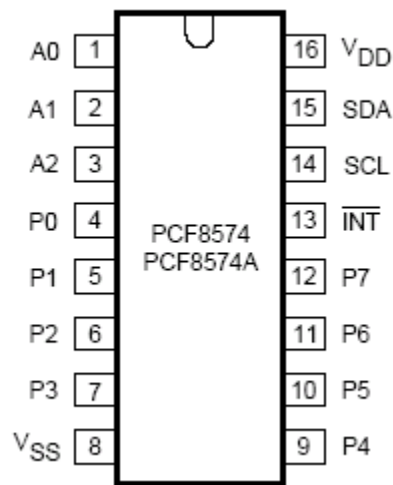 A0 1 16 VDD
A1 2 15 SDA
A2 3 14 SCL
P0 4 13 I̅N̅T̅
PCF8574
PCF8574A
P1 5 12 P7
P2 6 11 P6
P3 7 10 P5
VSS 8 9 P4